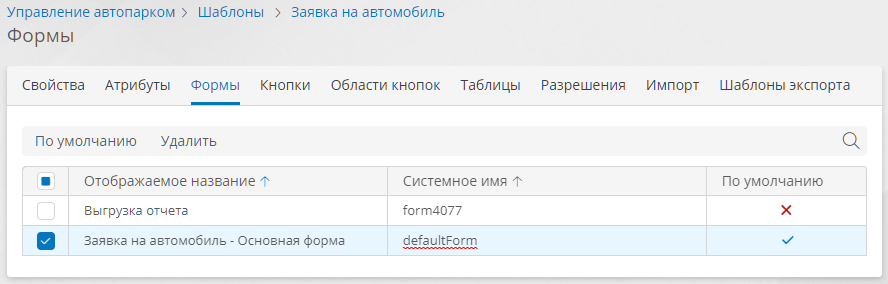 Управление автопарком > Шаблоны > Заявка на автомобиль
Формы
Свойства Атрибуты Формы Кнопки Области кнопок Таблицы Разрешения Импорт Шаблоны экспорта
По умолчанию Удалить
Отображаемое название ↑ Системное имя ↑ По умолчанию
Выгрузка отчета form4077
Заявка на автомобиль - Основная форма defaultForm